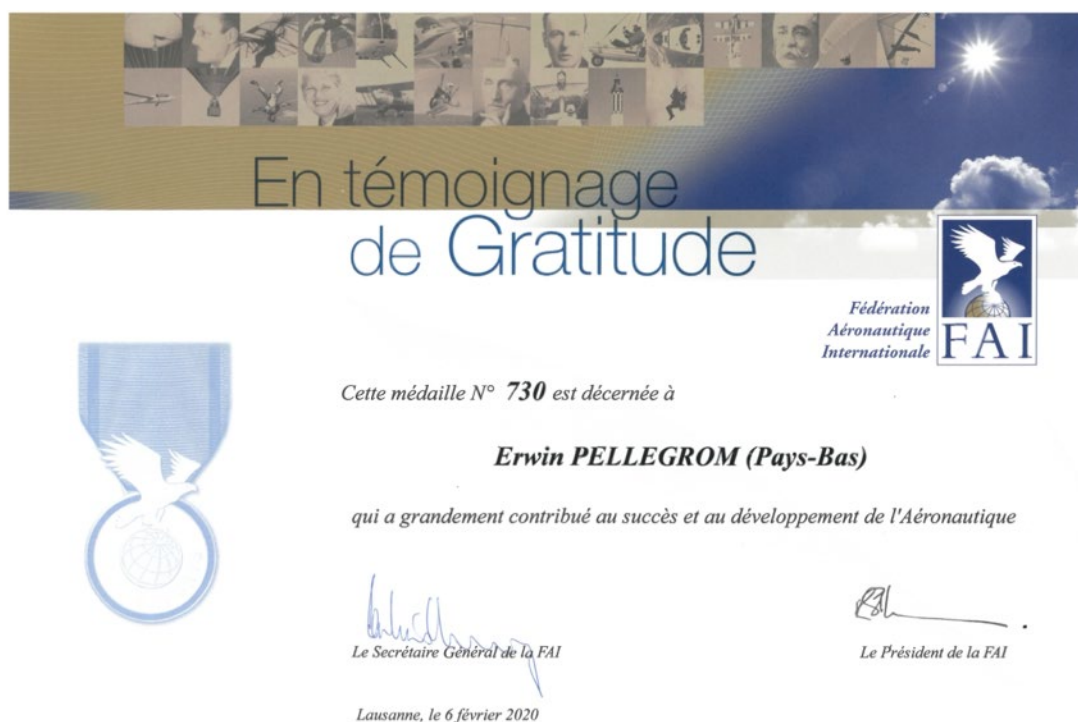 En témoignage
de Gratitude
Fédération
Aéronautique
Internationale
FAI
Cette médaille N° 730 est décernée à
Erwin PELLEGROM (Pays-Bas)
qui a grandement contribué au succès et au développement de l'Aéronautique
Le Secrétaire Général de la FAI
Le Président de la FAI
Lausanne, le 6 février 2020